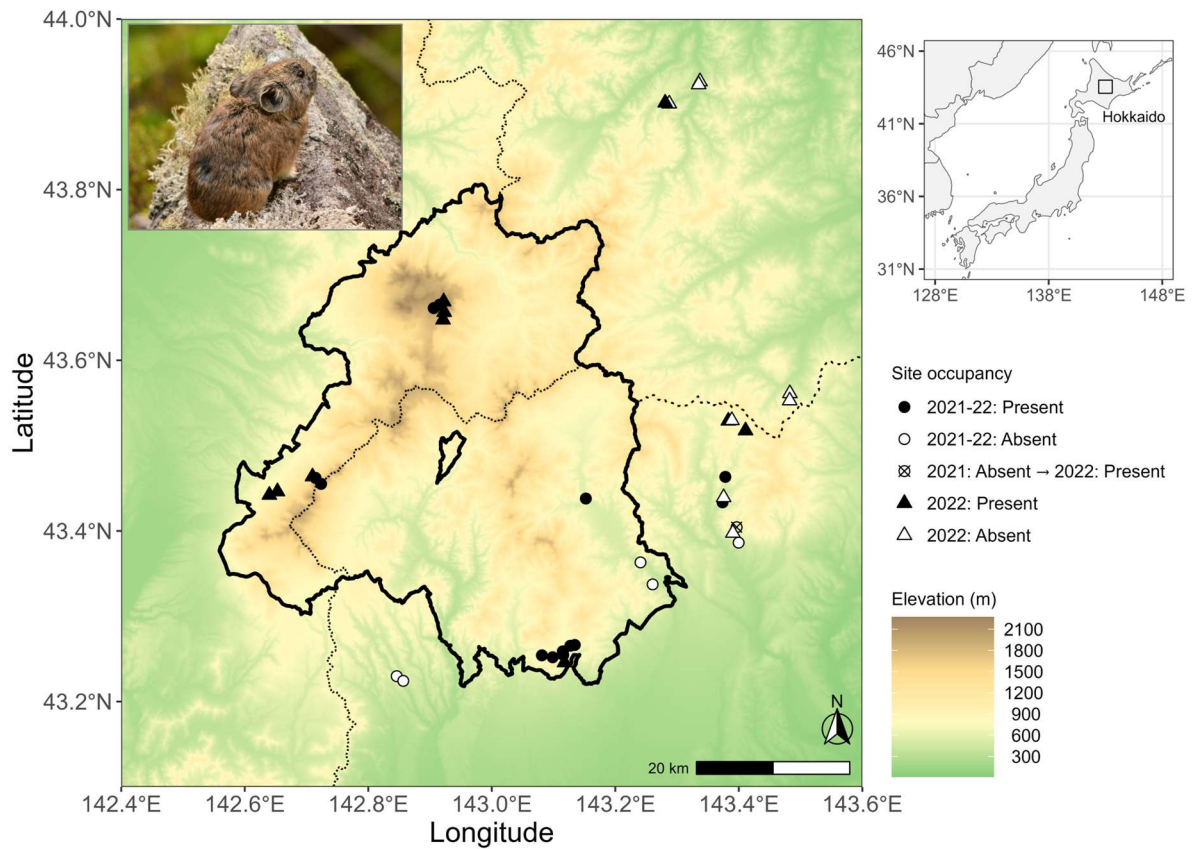 44.0°N
43.8°N
43.6°N
43.4°N
43.2°N
Latitude
142.4°E 142.6°E 142.8°E 143.0°E 143.2°E 143.4°E 143.6°E
Longitude
N
20 km
46°N
41°N
36°N
31°N
Hokkaido
128°E 138°E 148°E
Site occupancy
2021-22: Present
2021-22: Absent
2021: Absent → 2022: Present
2022: Present
2022: Absent
Elevation (m)
2100
1800
1500
1200
900
600
300